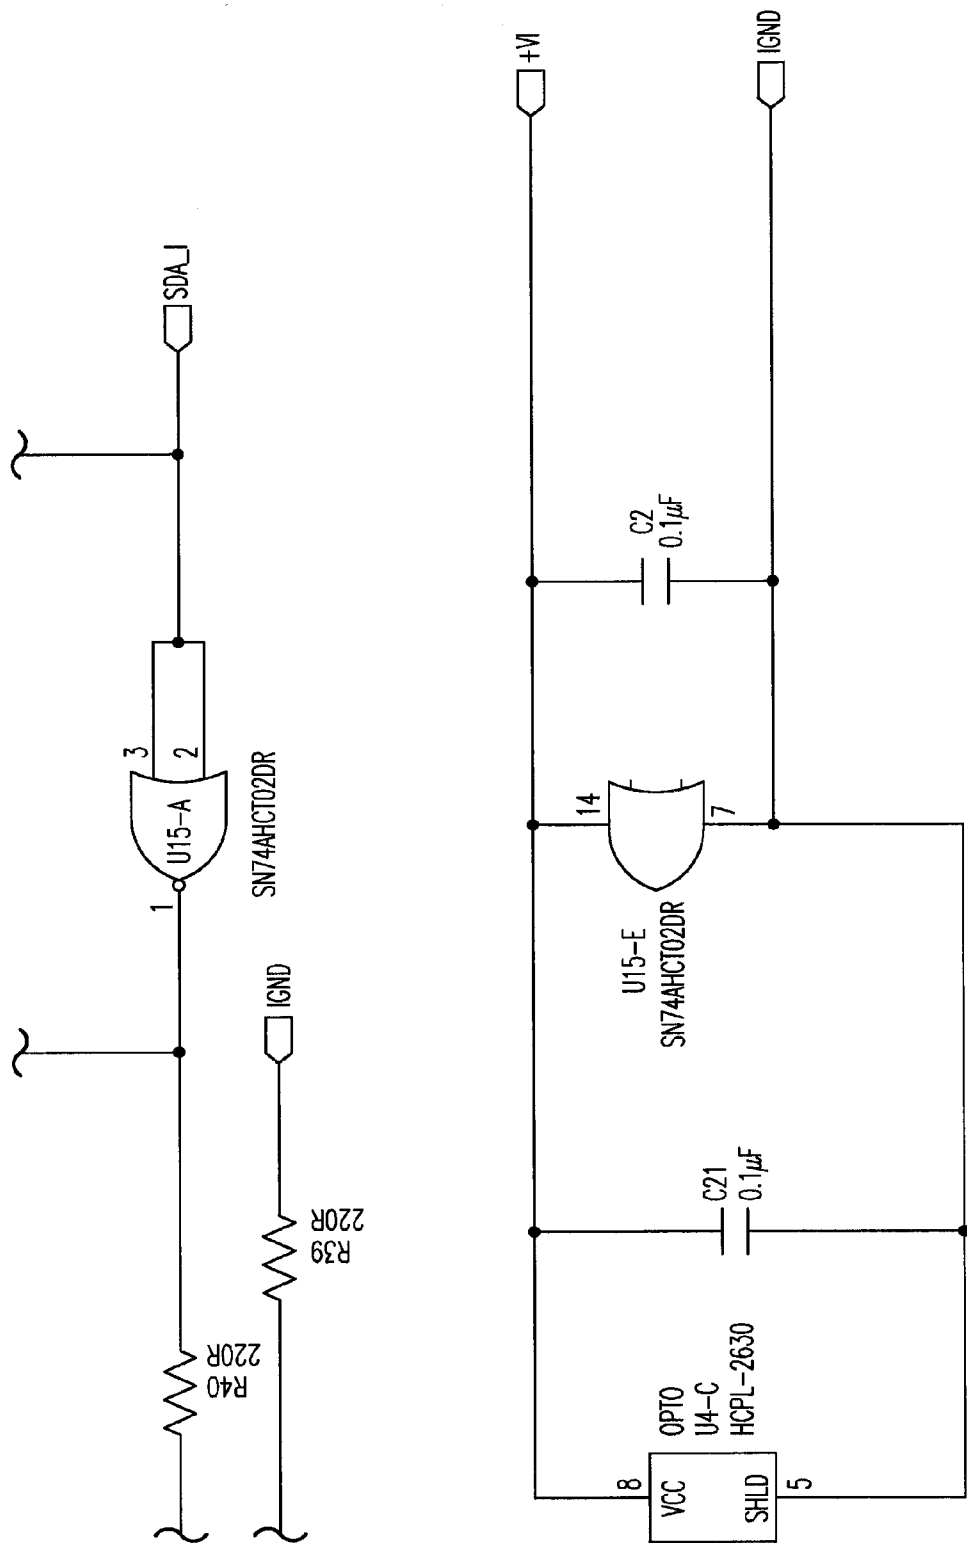 SDA_I
3
2
U15-A
1
SN74AHCT02DR
IGND
R40
220R
R39
220R
+VI
IGND
C2
0.1µF
14
7
U15-E
SN74AHCT02DR
C21
0.1µF
OPTO
U4-C
HCPL-2630
8
VCC
SHLD
5